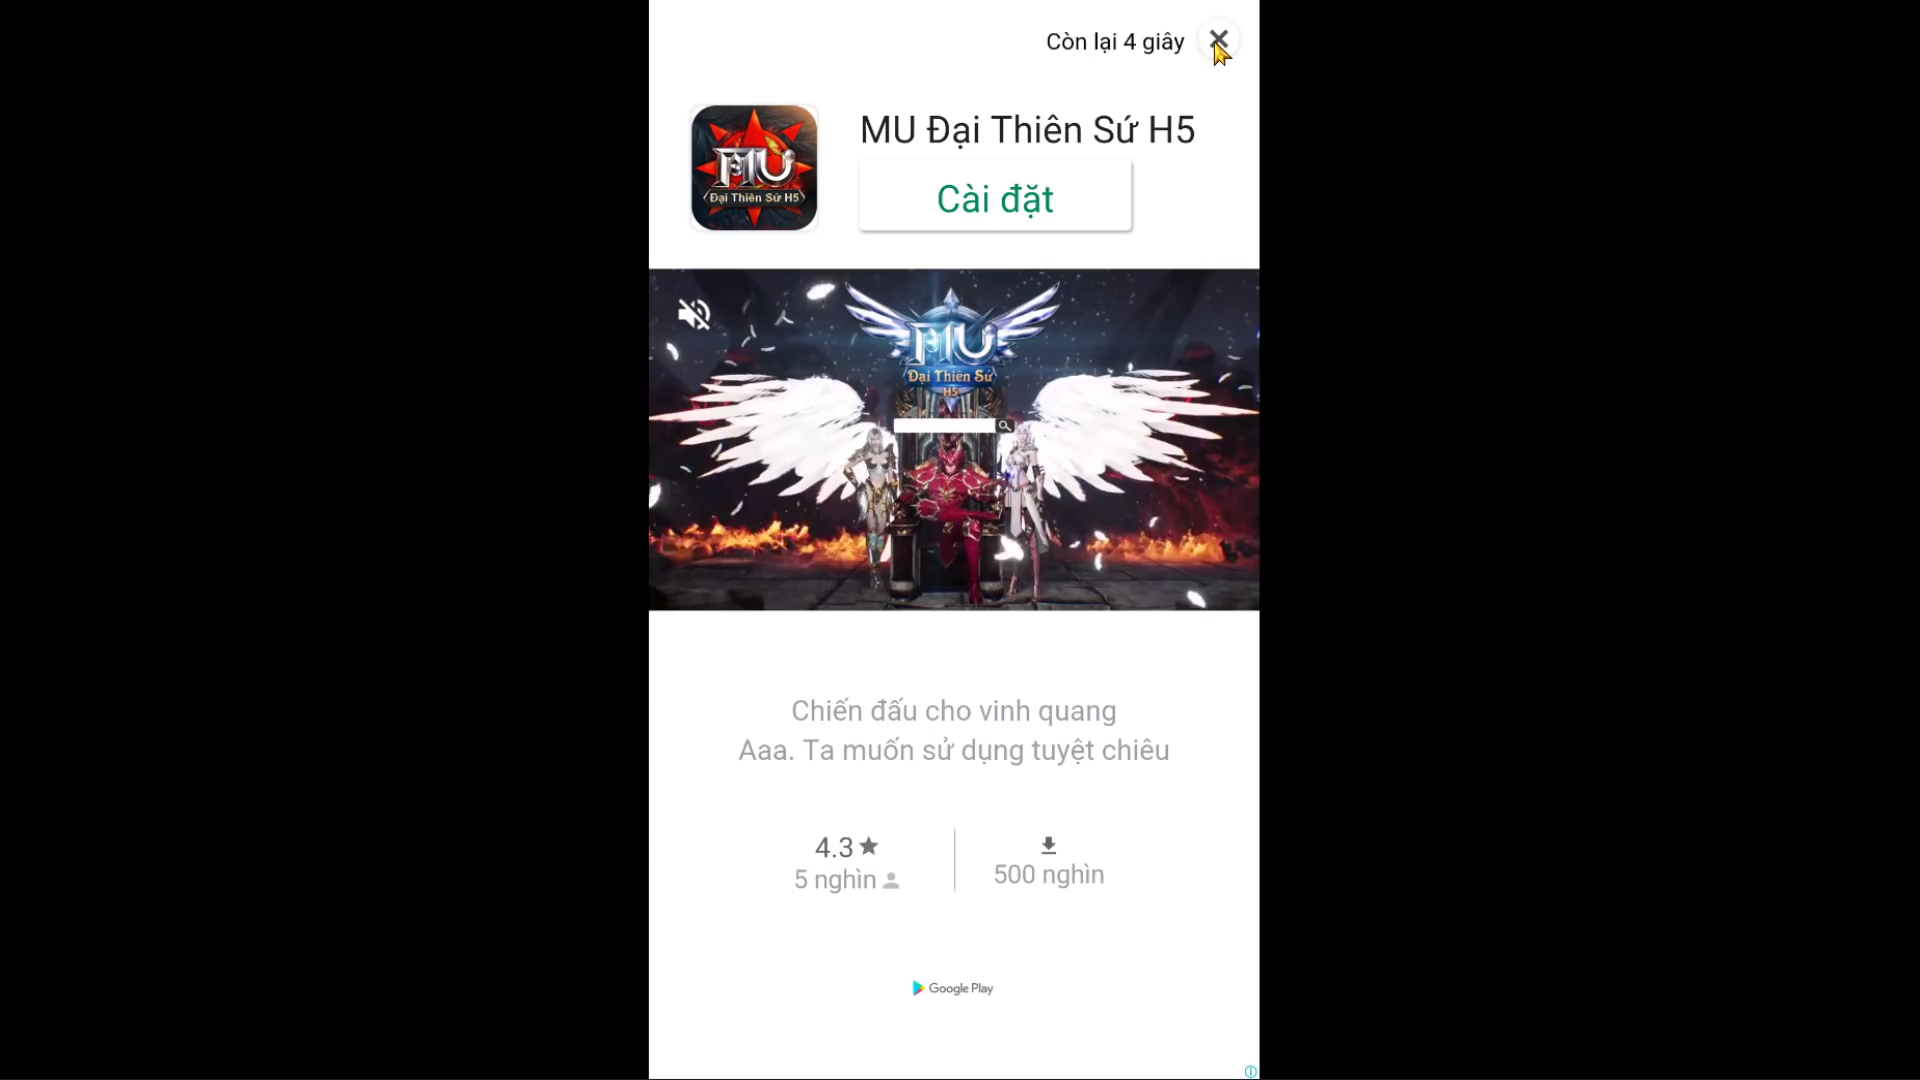 Còn lại 4 giây
MU Đại Thiên Sứ H5
MU
Đại Thiên Sứ H5
Cài đặt
MU
Đại Thiên Sứ
H5
Chiến đấu cho vinh quang
Aaa. Ta muốn sử dụng tuyệt chiêu
4.3
5 nghìn
500 nghìn
Google Play